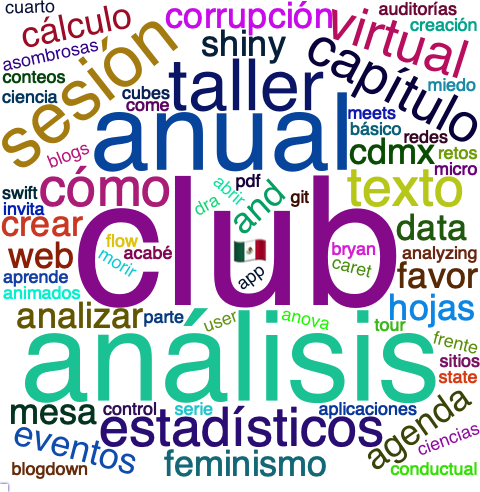 cuarto
cálculo
asombrosas
conteos
ciencia
sesión
corrupción
shiny
virtual
auditorías
creación
capítulo
miedo
cubes
come
taller
meets
básico
redes
retos
micro
blogs
anual
cdmx
swift
invita
cómo
dra
abrir
pdf
and
git
texto
crear
club
data
web
flow
acabé
morir
app
bryan
caret
analyzing
favor
aprende
animados
hojas
analizar
parte
user
anova
tour
frente
análisis
sitios
state
mesa
control
serie
aplicaciones
estadísticos
agenda
eventos
feminismo
ciencias
blogdown
conductual